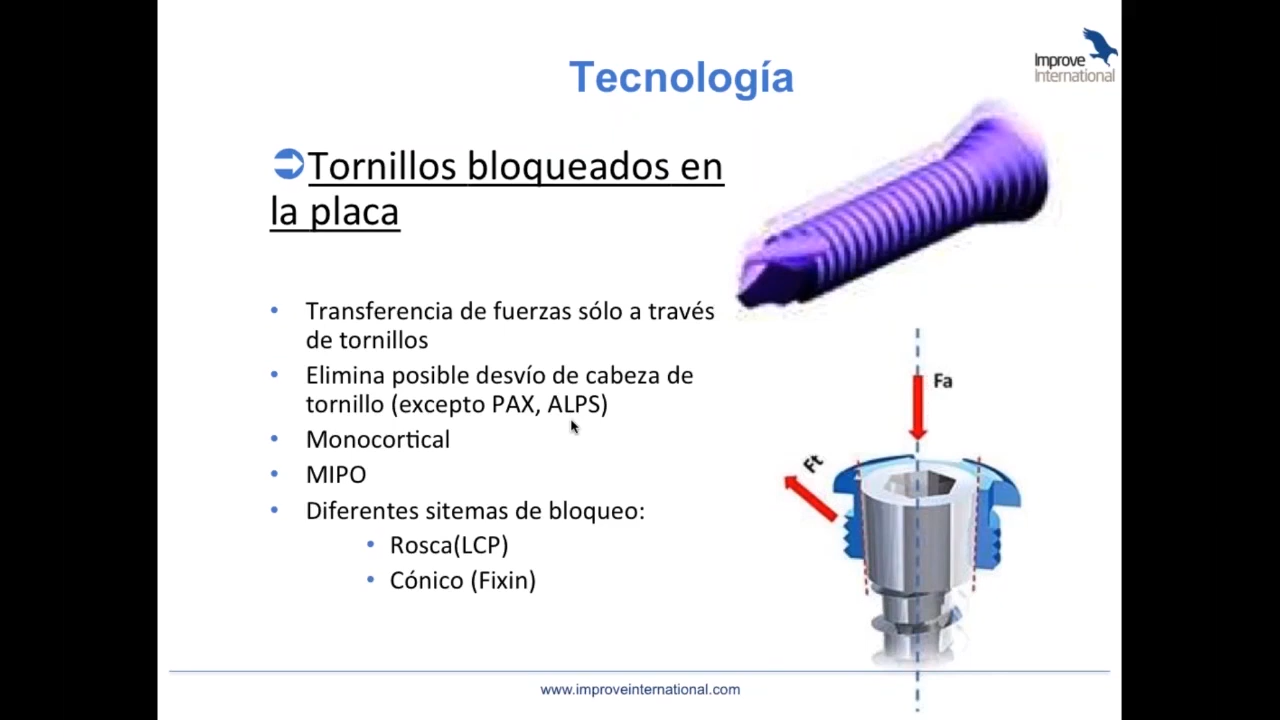 Tecnología
Improve
International
Tornillos bloqueados en
la placa
• Transferencia de fuerzas sólo a través
de tornillos
• Elimina posible desvío de cabeza de
tornillo (excepto PAX, ALPS)
• Monocortical
• MIPO
• Diferentes sitemas de bloqueo:
• Rosca(LCP)
• Cónico (Fixin)
Fa
Ft
www.improveinternational.com